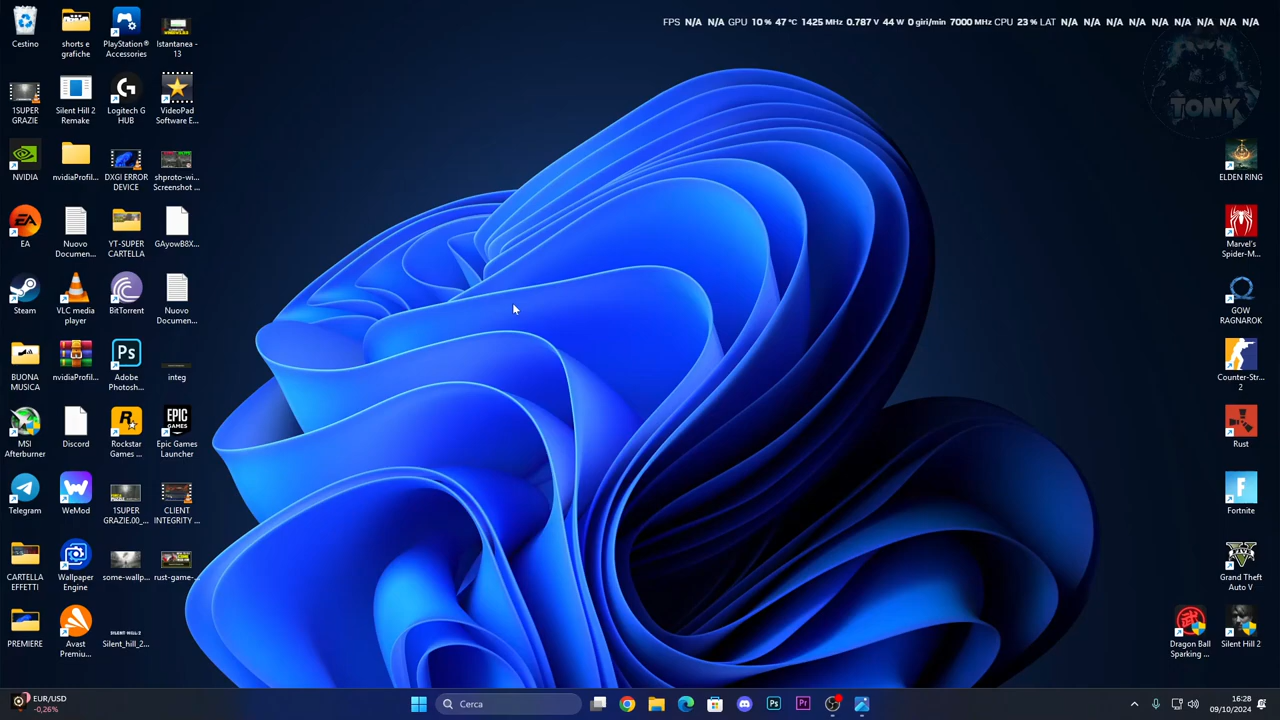 FPS N/A N/A GPU 10 % 47 °C 1425 MHz 0.787 V 44 W 0 giri/min 7000 MHz CPU 23 % LAT N/A N/A N/A N/A N/A N/A N/A N/A N/A
TONY
Cestino
shorts e grafiche
PlayStation® Accessories
Istantanea - 13
1SUPER GRAZIE
Silent Hill 2 Remake
Logitech G HUB
VideoPad Software E...
NVIDIA
nvidiaProfil...
DXGI ERROR DEVICE
shproto-wi... Screenshot ...
ELDEN RING
EA
Nuovo Documen...
YT-SUPER CARTELLA
GAyowB8X...
Marvel's Spider-M...
Steam
VLC media player
BitTorrent
Nuovo Documen...
GOW RAGNAROK
BUONA MUSICA
nvidiaProfil...
Adobe Photosh...
integ
Counter-Str... 2
MSI Afterburner
Discord
Rockstar Games ...
Epic Games Launcher
Rust
Telegram
WeMod
1SUPER GRAZIE.00_...
CLIENT INTEGRITY ...
Fortnite
CARTELLA EFFETTI
Wallpaper Engine
some-wallp...
rust-game-...
Grand Theft Auto V
PREMIERE
Avast Premiu...
SILENT HILL 2
Silent_hill_2...
Dragon Ball Sparking ...
Silent Hill 2
EUR/USD
-0,26%
Cerca
16:28
09/10/2024